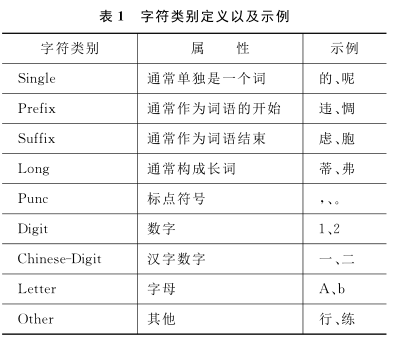 表 1 字符类别定义以及示例
字符类别 属 性 示例
Single 通常单独是一个词 的、呢
Prefix 通常作为词语的开始 违、惆
Suffix 通常作为词语结束 虑、胞
Long 通常构成长词 蒂、弗
Punc 标点符号 ,、。
Digit 数字 1、2
Chinese-Digit 汉字数字 一、二
Letter 字母 A、b
Other 其他 行、练